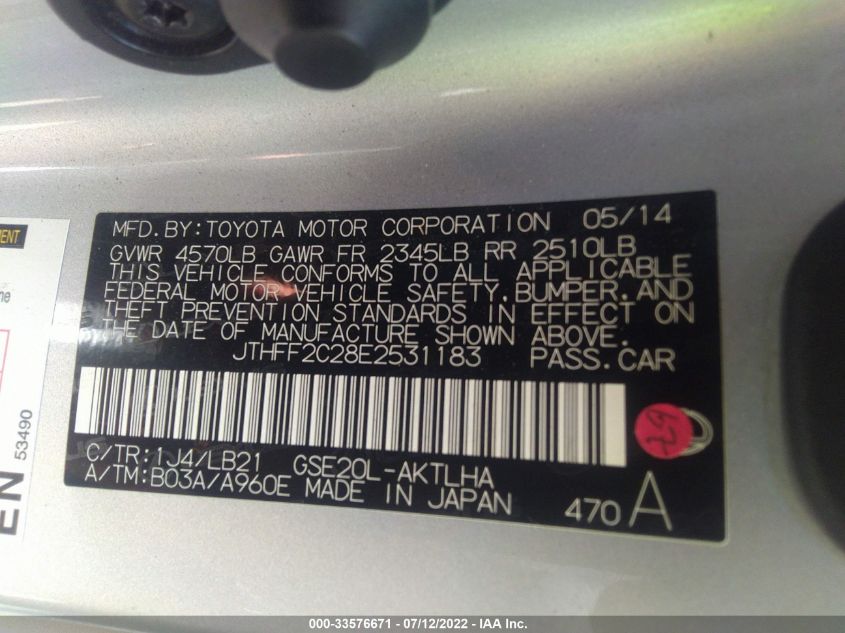 MFD.BY:TOYOTA MOTOR CORPORATION 05/14
GVWR 4570LB GAWR FR 2345LB RR 2510LB
THIS VEHICLE CONFORMS TO ALL APPLICABLE
FEDERAL MOTOR VEHICLE SAFETY,BUMPER,AND
THEFT PREVENTION STANDARDS IN EFFECT ON
THE DATE OF MANUFACTURE SHOWN ABOVE.
JTHFF2C28E2531183 PASS.CAR
C/TR:1J4/LB21 GSE20L-AKTLHA
A/TM:B03A/A960E MADE IN JAPAN
470 A
53490
EN
000-33576671 - 07/12/2022 - IAA Inc.